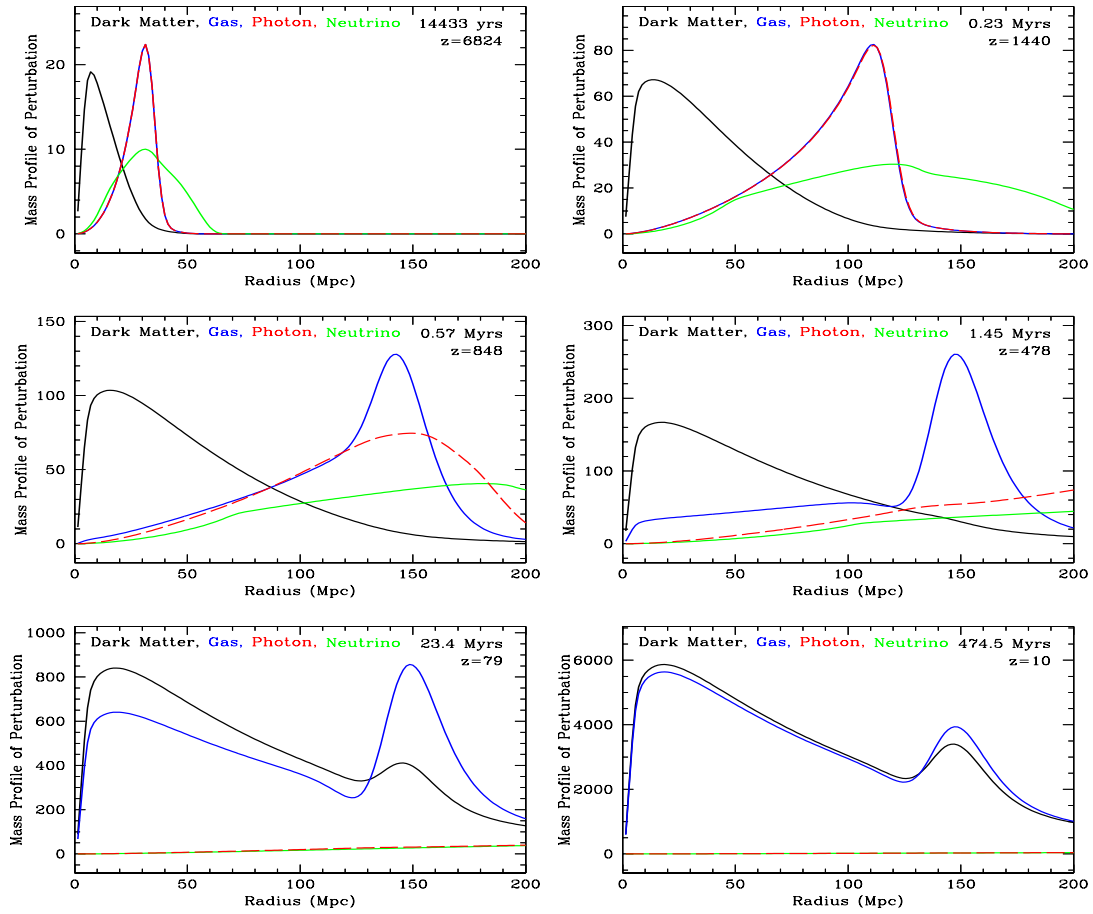 Dark Matter, Gas, Photon, Neutrino 14433 yrs
z=6824
Mass Profile of Perturbation
20
10
0
0 50 100 150 200
Radius (Mpc)
Dark Matter, Gas, Photon, Neutrino 0.23 Myrs
z=1440
Mass Profile of Perturbation
80
60
40
20
0
0 50 100 150 200
Radius (Mpc)
Dark Matter, Gas, Photon, Neutrino 0.57 Myrs
z=848
Mass Profile of Perturbation
150
100
50
0
0 50 100 150 200
Radius (Mpc)
Dark Matter, Gas, Photon, Neutrino 1.45 Myrs
z=478
Mass Profile of Perturbation
300
200
100
0
0 50 100 150 200
Radius (Mpc)
Dark Matter, Gas, Photon, Neutrino 23.4 Myrs
z=79
Mass Profile of Perturbation
1000
800
600
400
200
0
0 50 100 150 200
Radius (Mpc)
Dark Matter, Gas, Photon, Neutrino 474.5 Myrs
z=10
Mass Profile of Perturbation
6000
4000
2000
0
0 50 100 150 200
Radius (Mpc)